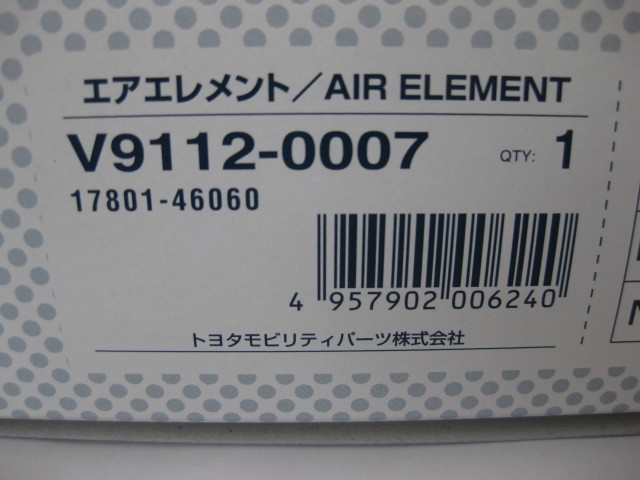 エアエレメント／AIR ELEMENT
V9112-0007 QTY: 1
17801-46060
4 957902 006240
トヨタモビリティパーツ株式会社